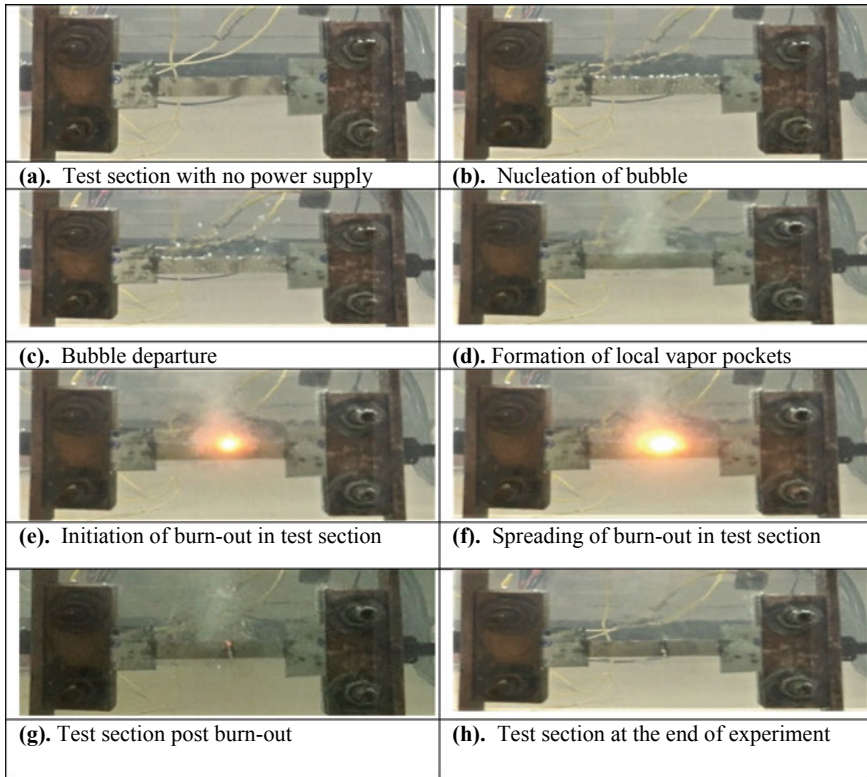 (a). Test section with no power supply
(b). Nucleation of bubble
(c). Bubble departure
(d). Formation of local vapor pockets
(e). Initiation of burn-out in test section
(f). Spreading of burn-out in test section
(g). Test section post burn-out
(h). Test section at the end of experiment